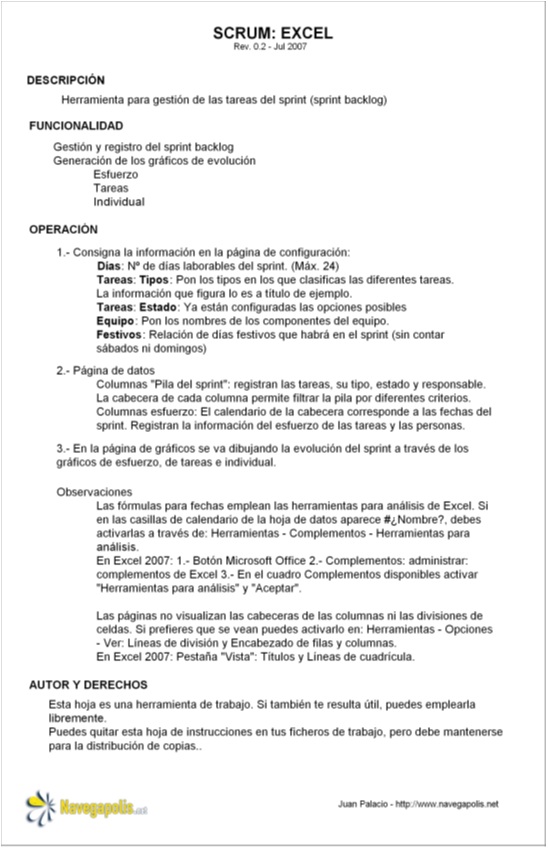 SCRUM: EXCEL
Rev. 0.2 - Jul 2007
DESCRIPCIÓN
Herramienta para gestión de las tareas del sprint (sprint backlog)
FUNCIONALIDAD
Gestión y registro del sprint backlog
Generación de los gráficos de evolución
Esfuerzo
Tareas
Individual
OPERACIÓN
1.- Consigna la información en la página de configuración:
Días: Nº de días laborables del sprint. (Máx. 24)
Tareas: Tipos: Pon los tipos en los que clasificas las diferentes tareas.
La información que figura lo es a título de ejemplo.
Tareas: Estado: Ya están configuradas las opciones posibles
Equipo: Pon los nombres de los componentes del equipo.
Festivos: Relación de días festivos que habrá en el sprint (sin contar
sábados ni domingos)
2.- Página de datos
Columnas "Pila del sprint": registran las tareas, su tipo, estado y responsable.
La cabecera de cada columna permite filtrar la pila por diferentes criterios.
Columnas esfuerzo: El calendario de la cabecera corresponde a las fechas del
sprint. Registran la información del esfuerzo de las tareas y las personas.
3.- En la página de gráficos se va dibujando la evolución del sprint a través de los
gráficos de esfuerzo, de tareas e individual.
Observaciones
Las fórmulas para fechas emplean las herramientas para análisis de Excel. Si
en las casillas de calendario de la hoja de datos aparece #¿Nombre?, debes
activarlas a través de: Herramientas - Complementos - Herramientas para
análisis.
En Excel 2007: 1.- Botón Microsoft Office 2.- Complementos: administrar:
complementos de Excel 3.- En el cuadro Complementos disponibles activar
"Herramientas para análisis" y "Aceptar".
Las páginas no visualizan las cabeceras de las columnas ni las divisiones de
celdas. Si prefieres que se vean puedes activarlo en: Herramientas - Opciones
- Ver: Líneas de división y Encabezado de filas y columnas.
En Excel 2007: Pestaña "Vista": Títulos y Líneas de cuadrícula.
AUTOR Y DERECHOS
Esta hoja es una herramienta de trabajo. Si también te resulta útil, puedes emplearla
libremente.
Puedes quitar esta hoja de instrucciones en tus ficheros de trabajo, pero debe mantenerse
para la distribución de copias..
Navegapolis.net
Juan Palacio - http://www.navegapolis.net